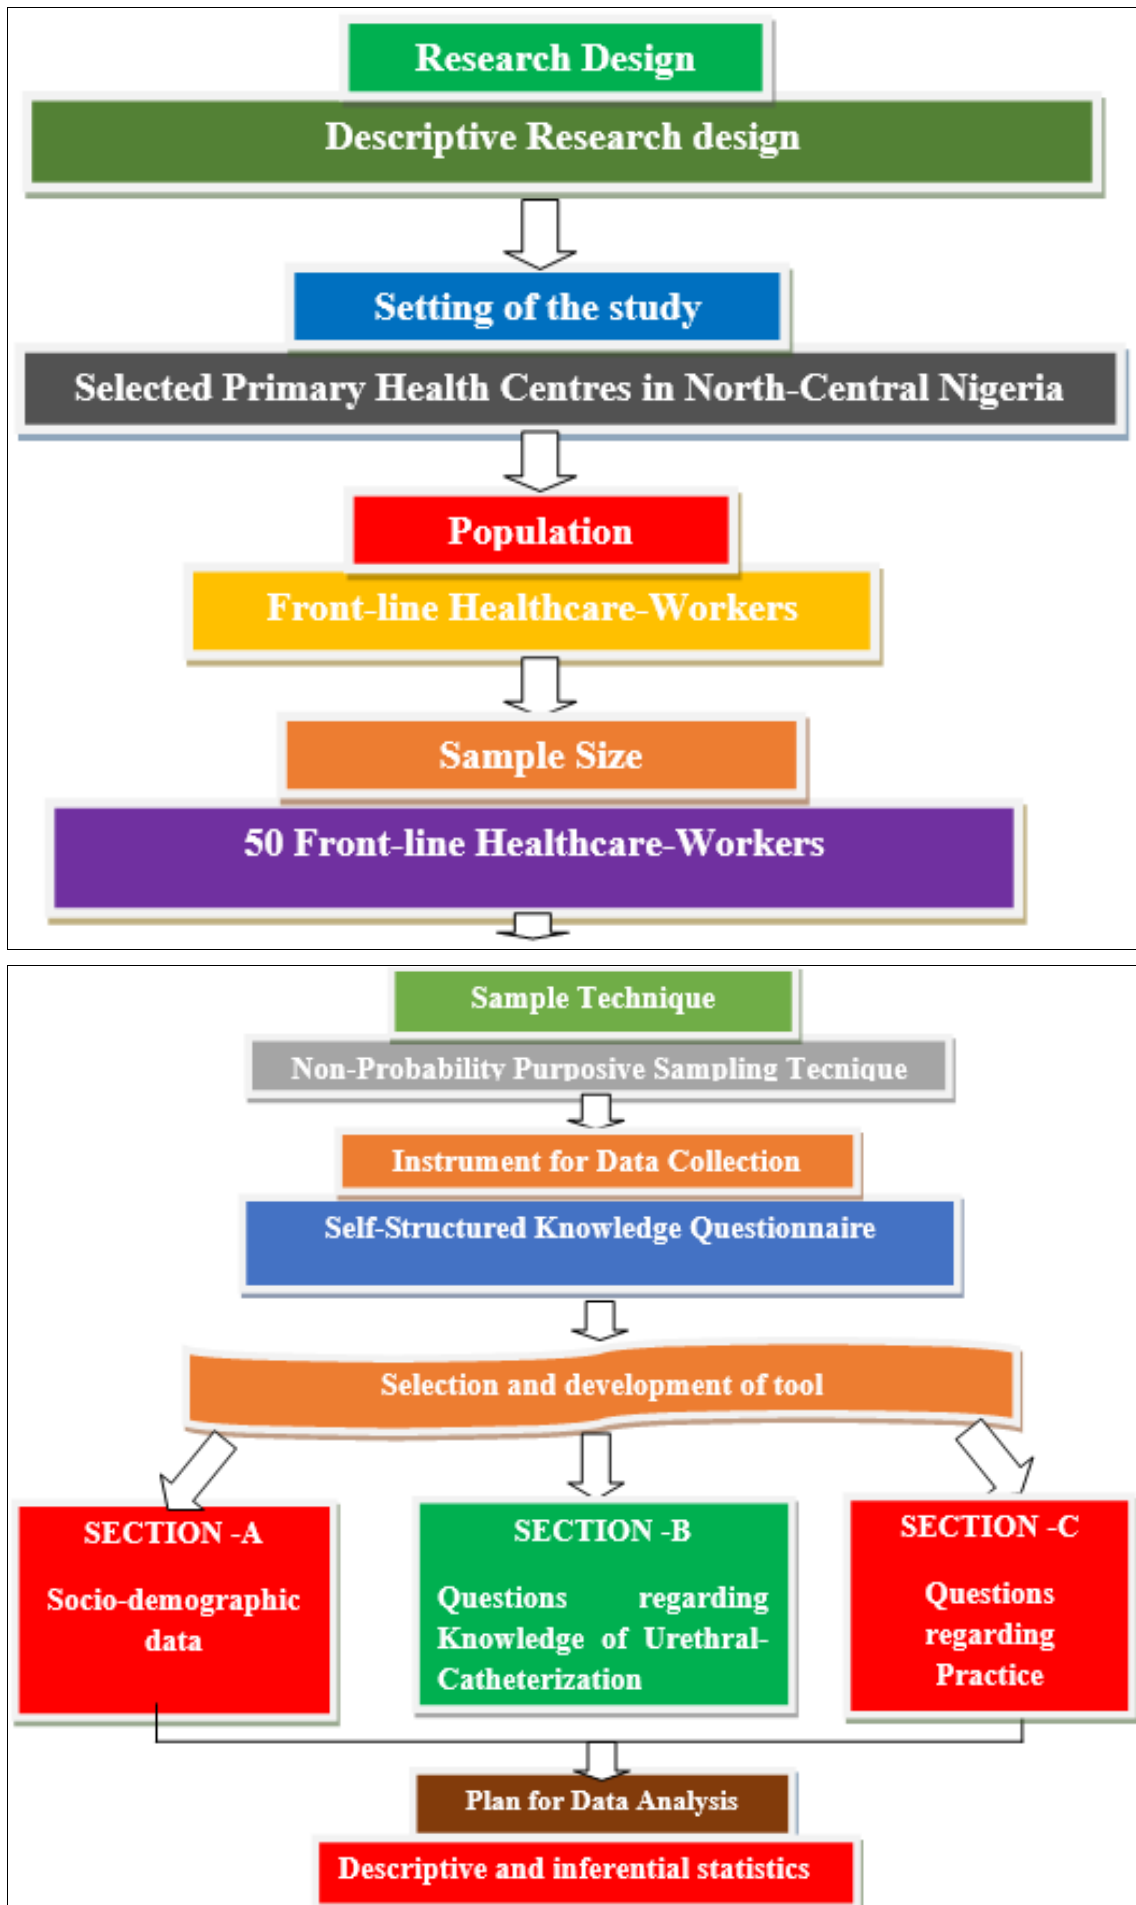 Research Design
Descriptive Research design
Setting of the study
Selected Primary Health Centres in North-Central Nigeria
Population
Front-line Healthcare-Workers
Sample Size
50 Front-line Healthcare-Workers
Sample Technique
Non-Probability Purposive Sampling Tecnique
Instrument for Data Collection
Self-Structured Knowledge Questionnaire
Selection and development of tool
SECTION -A
Socio-demographic
data
SECTION -B
Questions regarding
Knowledge of Urethral-
Catheterization
SECTION -C
Questions
regarding
Practice
Plan for Data Analysis
Descriptive and inferential statistics